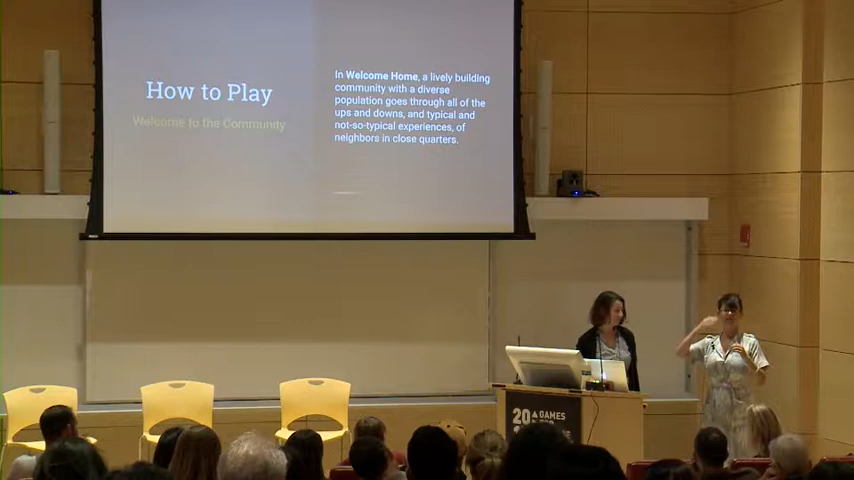 How to Play
Welcome to the Community
In Welcome Home, a lively building
community with a diverse
population goes through all of the
ups and downs, and typical and
not-so-typical experiences, of
neighbors in close quarters.
20 GAMES